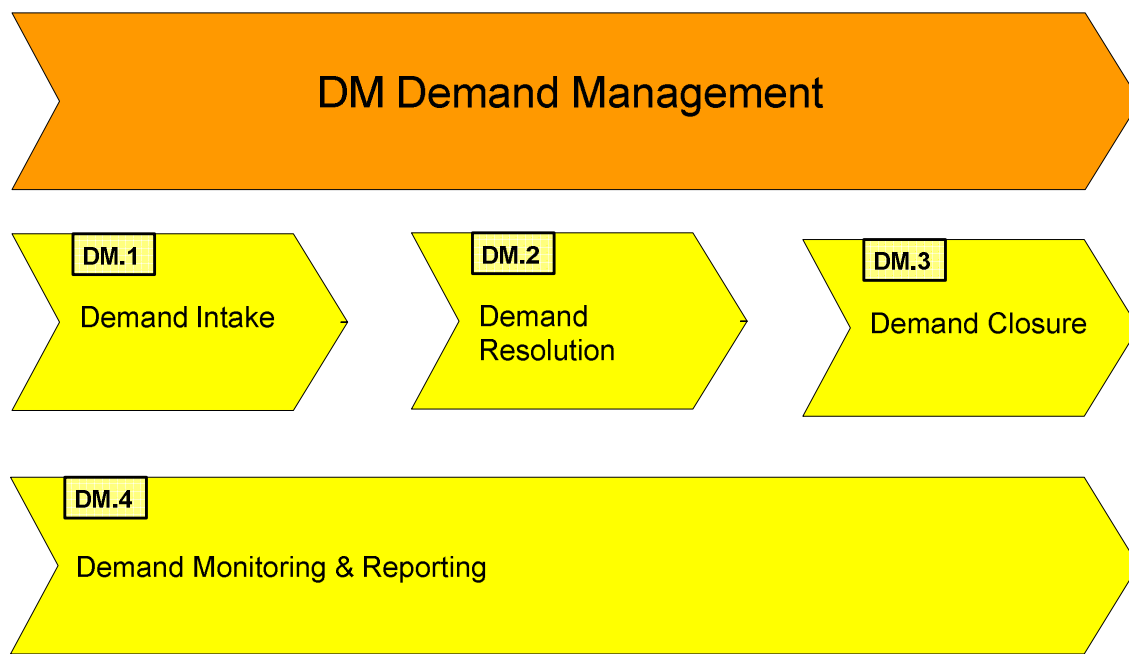 DM Demand Management
DM.1
Demand Intake
DM.2
Demand
Resolution
DM.3
Demand Closure
DM.4
Demand Monitoring & Reporting